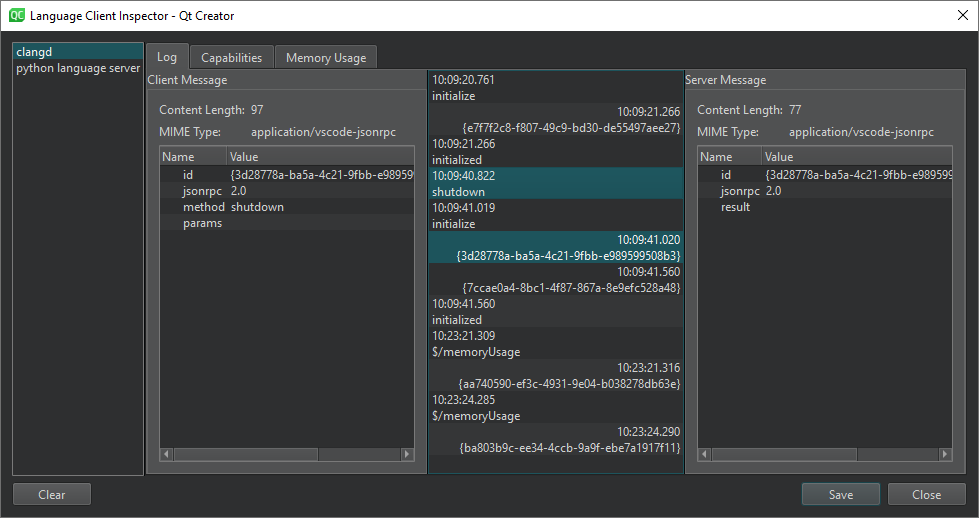 QC Language Client Inspector - Qt Creator
clangd
python language server
Log Capabilities Memory Usage
Client Message
Content Length: 97
MIME Type: application/vscode-jsonrpc
Name Value
id {3d28778a-ba5a-4c21-9fbb-e989599
jsonrpc 2.0
method shutdown
params
10:09:20.761
initialize
10:09:21.266
{e7f7f2c8-f807-49c9-bd30-de55497aee27}
10:09:21.266
initialized
10:09:40.822
shutdown
10:09:41.019
initialize
10:09:41.020
{3d28778a-ba5a-4c21-9fbb-e989599508b3}
10:09:41.560
{7ccae0a4-8bc1-4f87-867a-8e9efc528a48}
10:09:41.560
initialized
10:23:21.309
$/memoryUsage
10:23:21.316
{aa740590-ef3c-4931-9e04-b038278db63e}
10:23:24.285
$/memoryUsage
10:23:24.290
{ba803b9c-ee34-4ccb-9a9f-ebe7a1917f11}
Server Message
Content Length: 77
MIME Type: application/vscode-jsonrpc
Name Value
id {3d28778a-ba5a-4c21-9fbb-e989599
jsonrpc 2.0
result
Clear Save Close